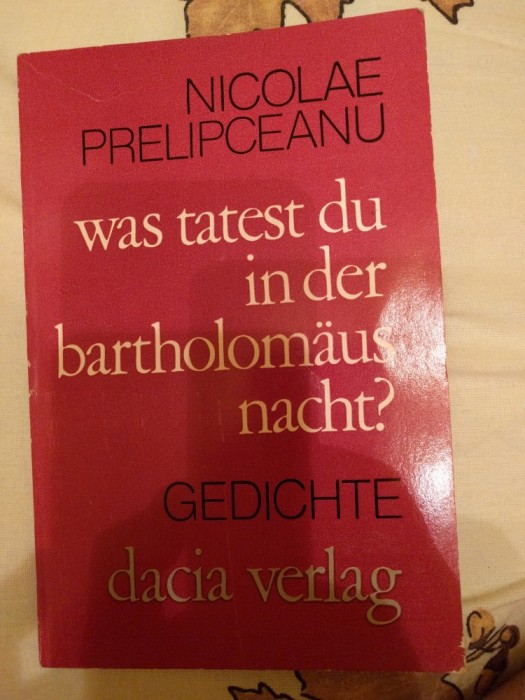 NICOLAE
PRELIPCEANU
was tatest du
in der
bartholomäus
nacht?
GEDICHTE
dacia verlag